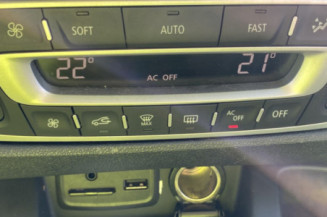 SOFT AUTO FAST
22° AC OFF 21°
MAX AC OFF OFF